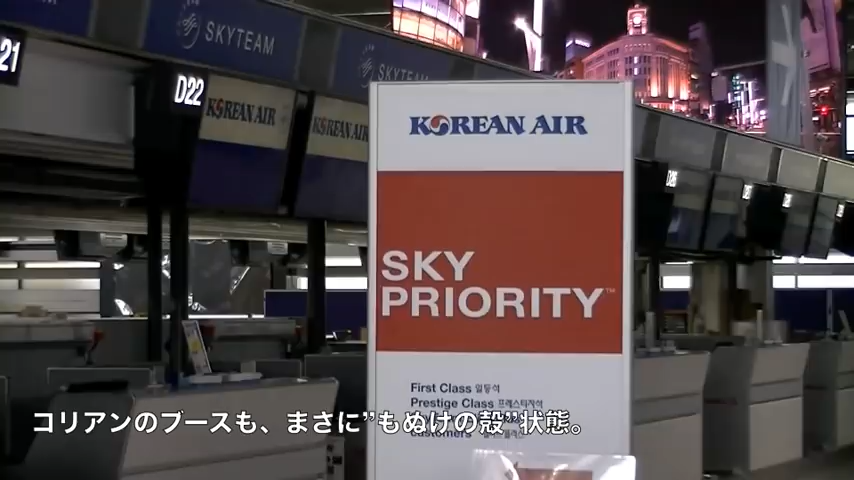 21
SKYTEAM
SKYTEAM
D22
KOREAN AIR
KOREAN AIR
KOREAN AIR
SKY
PRIORITY™
First Class 일등석
Prestige Class 프레스티지석
customers
コリアンのブースも、まさに”もぬけの殻”状態。